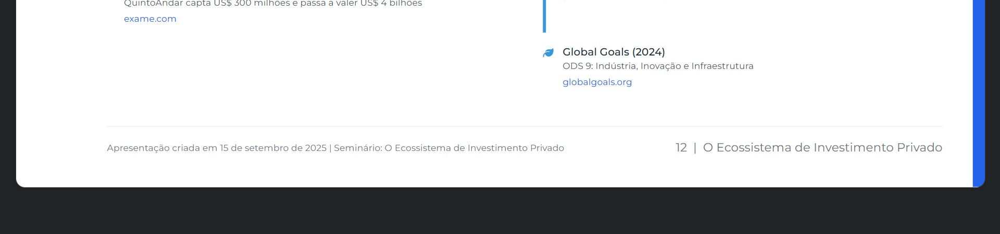 QuintoAndar capta US$ 300 milhões e passa a valer US$ 4 bilhões
exame.com
Global Goals (2024)
ODS 9: Indústria, Inovação e Infraestrutura
globalgoals.org
Apresentação criada em 15 de setembro de 2025 | Seminário: O Ecossistema de Investimento Privado
12 | O Ecossistema de Investimento Privado